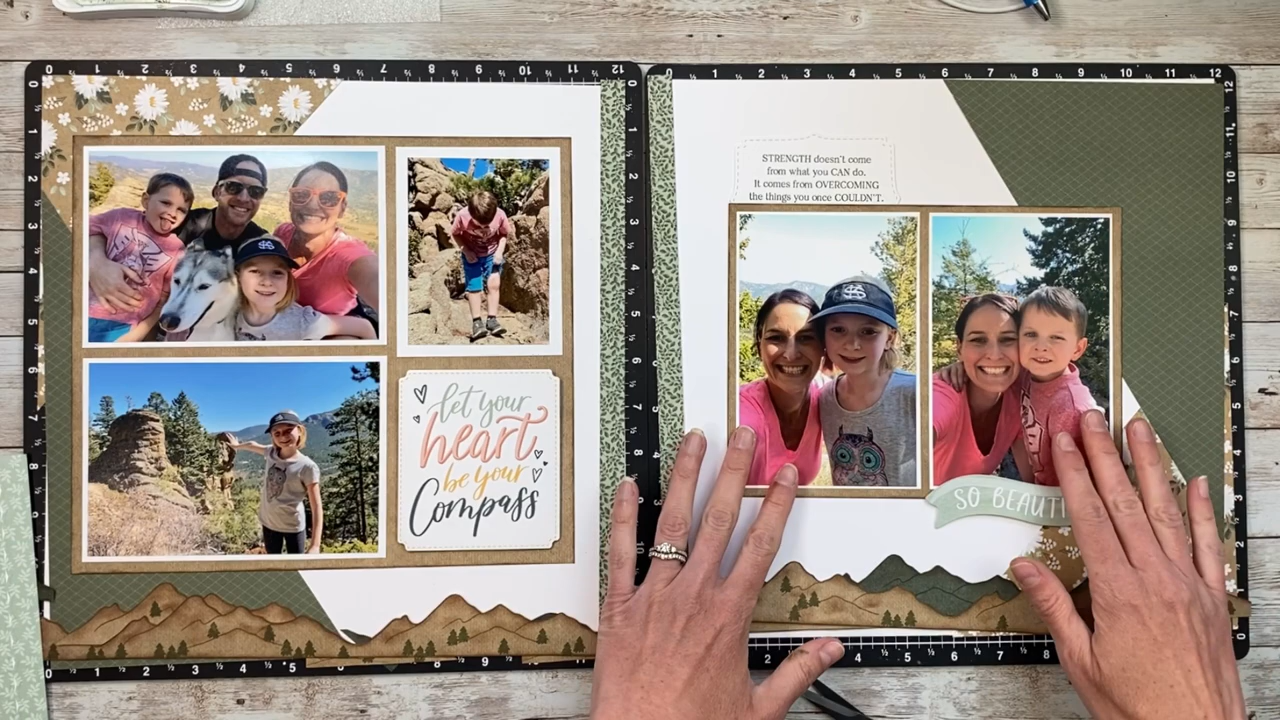 let your
heart
be your
Compass
STRENGTH doesn't come
from what you CAN do.
It comes from OVERCOMING
the things you once COULDN'T.
SO BEAUTI